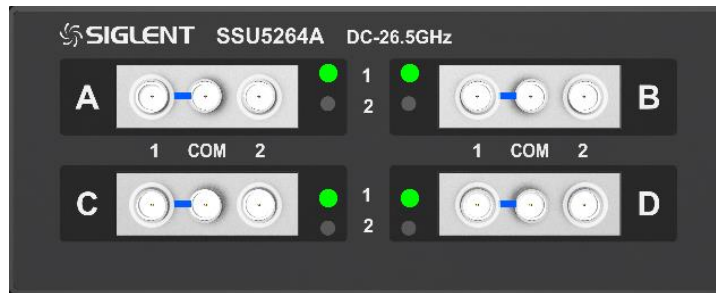 SIGLENT SSU5264A DC-26.5GHz
A 1 B
2
1 COM 2 1 COM 2
C 1 D
2